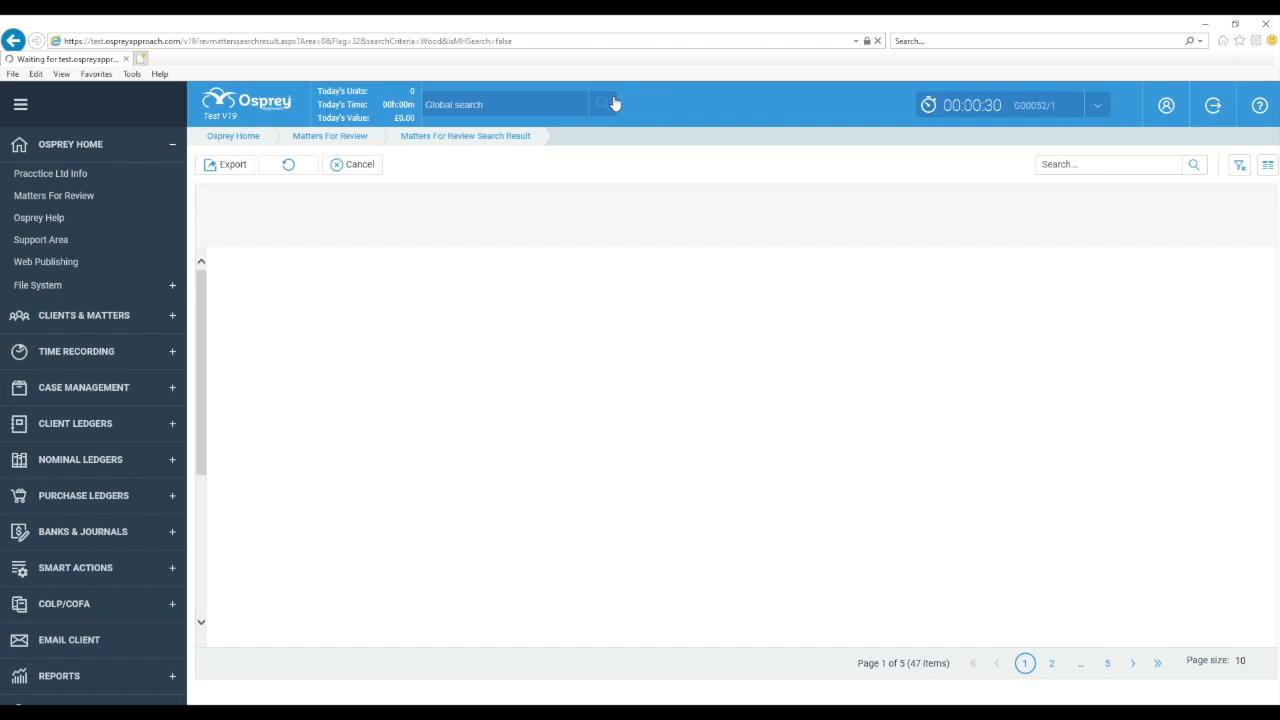 https://test.ospreyapproach.com/v19/revmatterssearchresult.aspx?Area=0&Flag=32&searchCriteria=Wood&isMHSearch=false
Search...
Waiting for test.ospreyappr...
File Edit View Favorites Tools Help
Osprey
Test V19
Today's Units: 0
Today's Time: 00h:00m
Today's Value: £0.00
Global search
00:00:30 G00052/1
Osprey Home Matters For Review Matters For Review Search Result
Export Cancel Search...
OSPREY HOME
Pracctice Ltd Info
Matters For Review
Osprey Help
Support Area
Web Publishing
File System +
CLIENTS & MATTERS +
TIME RECORDING +
CASE MANAGEMENT +
CLIENT LEDGERS +
NOMINAL LEDGERS +
PURCHASE LEDGERS +
BANKS & JOURNALS +
SMART ACTIONS +
COLP/COFA +
EMAIL CLIENT
REPORTS +
Page 1 of 5 (47 items) 1 2 ... 5 Page size: 10